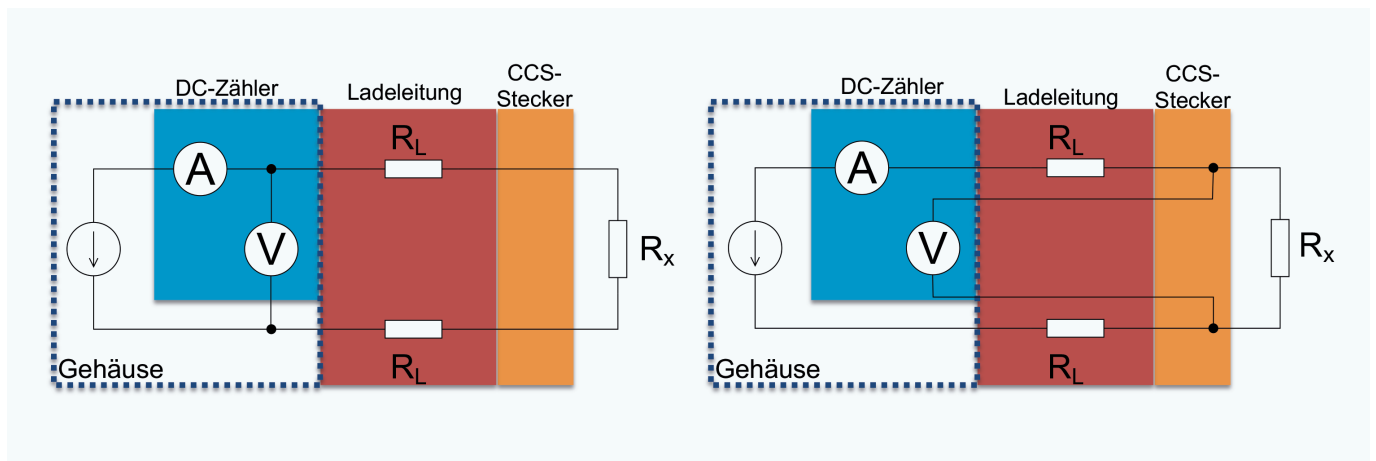 DC-Zähler
Ladeleitung
CCS-
Stecker
A
R_L
V
R_x
Gehäuse
R_L
DC-Zähler
Ladeleitung
CCS-
Stecker
A
R_L
V
R_x
Gehäuse
R_L